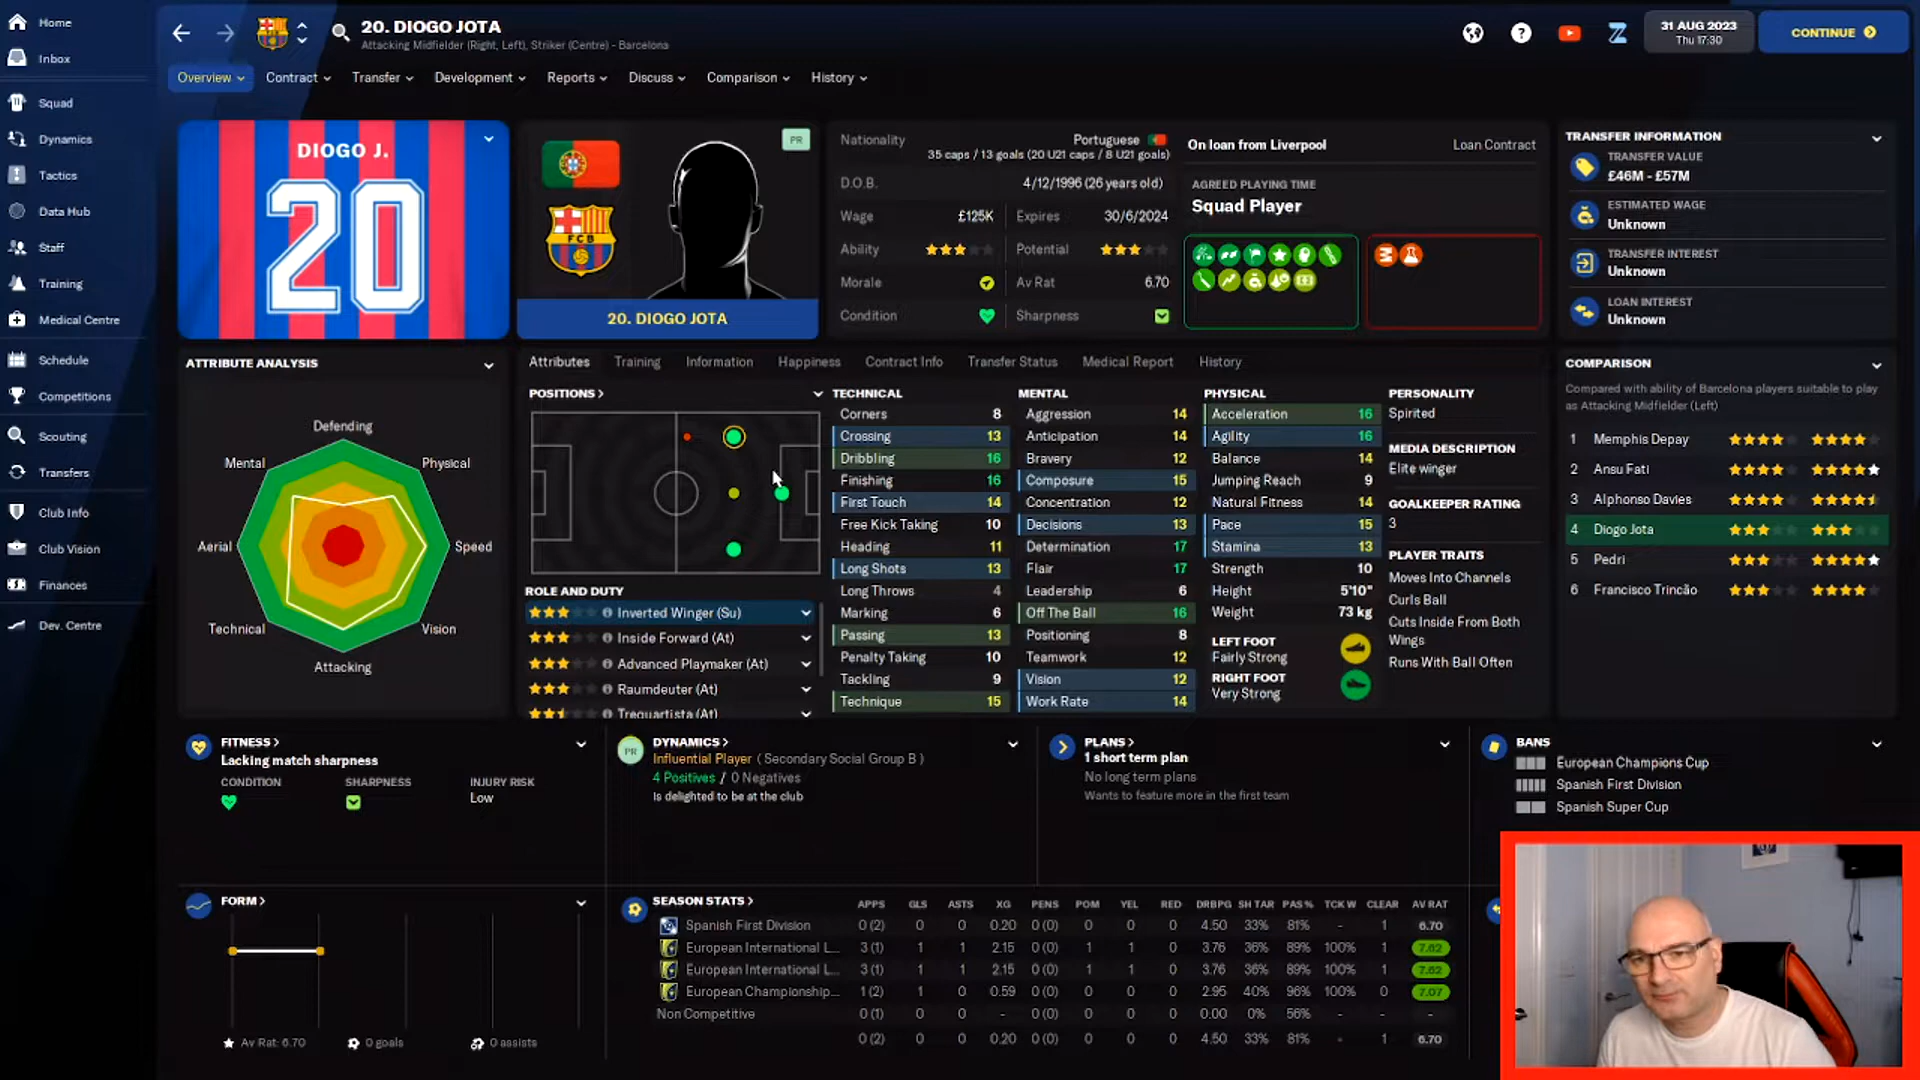 Home
Inbox
Squad
Dynamics
Tactics
Data Hub
Staff
Training
Medical Centre
Schedule
Competitions
Scouting
Transfers
Club Info
Club Vision
Finances
Dev. Centre
20. DIOGO JOTA
Attacking Midfielder (Right, Left), Striker (Centre) - Barcelona
31 AUG 2023
Thu 17:30
CONTINUE
Overview Contract Transfer Development Reports Discuss Comparison History
DIOGO J.
20
PR
FCB
20. DIOGO JOTA
Nationality Portuguese
35 caps / 13 goals (20 U21 caps / 8 U21 goals)
D.O.B. 4/12/1996 (26 years old)
Wage £125K Expires 30/6/2024
Ability Potential
Morale Av Rat 6.70
Condition Sharpness
On loan from Liverpool Loan Contract
AGREED PLAYING TIME
Squad Player
TRANSFER INFORMATION
TRANSFER VALUE
£46M - £57M
ESTIMATED WAGE
Unknown
TRANSFER INTEREST
Unknown
LOAN INTEREST
Unknown
ATTRIBUTE ANALYSIS
Defending
Physical
Speed
Vision
Attacking
Technical
Aerial
Mental
Attributes Training Information Happiness Contract Info Transfer Status Medical Report History
POSITIONS >
ROLE AND DUTY
Inverted Winger (Su)
Inside Forward (At)
Advanced Playmaker (At)
Raumdeuter (At)
Trequartista (At)
TECHNICAL
Corners 8
Crossing 13
Dribbling 16
Finishing 16
First Touch 14
Free Kick Taking 10
Heading 11
Long Shots 13
Long Throws 4
Marking 6
Passing 13
Penalty Taking 10
Tackling 9
Technique 15
MENTAL
Aggression 14
Anticipation 14
Bravery 12
Composure 15
Concentration 12
Decisions 13
Determination 17
Flair 17
Leadership 6
Off The Ball 16
Positioning 8
Teamwork 12
Vision 12
Work Rate 14
PHYSICAL
Acceleration 16
Agility 16
Balance 14
Jumping Reach 9
Natural Fitness 14
Pace 15
Stamina 13
Strength 10
Height 5'10"
Weight 73 kg
LEFT FOOT
Fairly Strong
RIGHT FOOT
Very Strong
PERSONALITY
Spirited
MEDIA DESCRIPTION
Elite winger
GOALKEEPER RATING
3
PLAYER TRAITS
Moves Into Channels
Curls Ball
Cuts Inside From Both
Wings
Runs With Ball Often
COMPARISON
Compared with ability of Barcelona players suitable to play
as Attacking Midfielder (Left)
1 Memphis Depay
2 Ansu Fati
3 Alphonso Davies
4 Diogo Jota
5 Pedri
6 Francisco Trincão
FITNESS >
Lacking match sharpness
CONDITION SHARPNESS INJURY RISK
Low
PR
DYNAMICS >
Influential Player ( Secondary Social Group B )
4 Positives / 0 Negatives
Is delighted to be at the club
PLANS >
1 short term plan
No long term plans
Wants to feature more in the first team
BANS
European Champions Cup
Spanish First Division
Spanish Super Cup
FORM >
Av Rat: 6.70 0 goals 0 assists
SEASON STATS > APPS GLS ASTS XG PENS POM YEL RED DRBPG SH TAR PAS % TCK W CLEAR AV RAT
Spanish First Division 0 (2) 0 0 0.20 0 (0) 0 0 0 4.50 33% 81% - 1 6.70
European International L... 3 (1) 1 1 2.15 0 (0) 1 1 0 3.76 36% 89% 100% 1 7.62
European International L... 3 (1) 1 1 2.15 0 (0) 1 1 0 3.76 36% 89% 100% 1 7.62
European Championship... 1 (2) 1 0 0.59 0 (0) 0 0 0 2.95 40% 96% 100% 0 7.07
Non Competitive 0 (1) 0 0 - 0 (0) 0 0 0 0.00 0% 56% - - -
0 (2) 0 0 0.20 0 (0) 0 0 0 4.50 33% 81% - 1 6.70